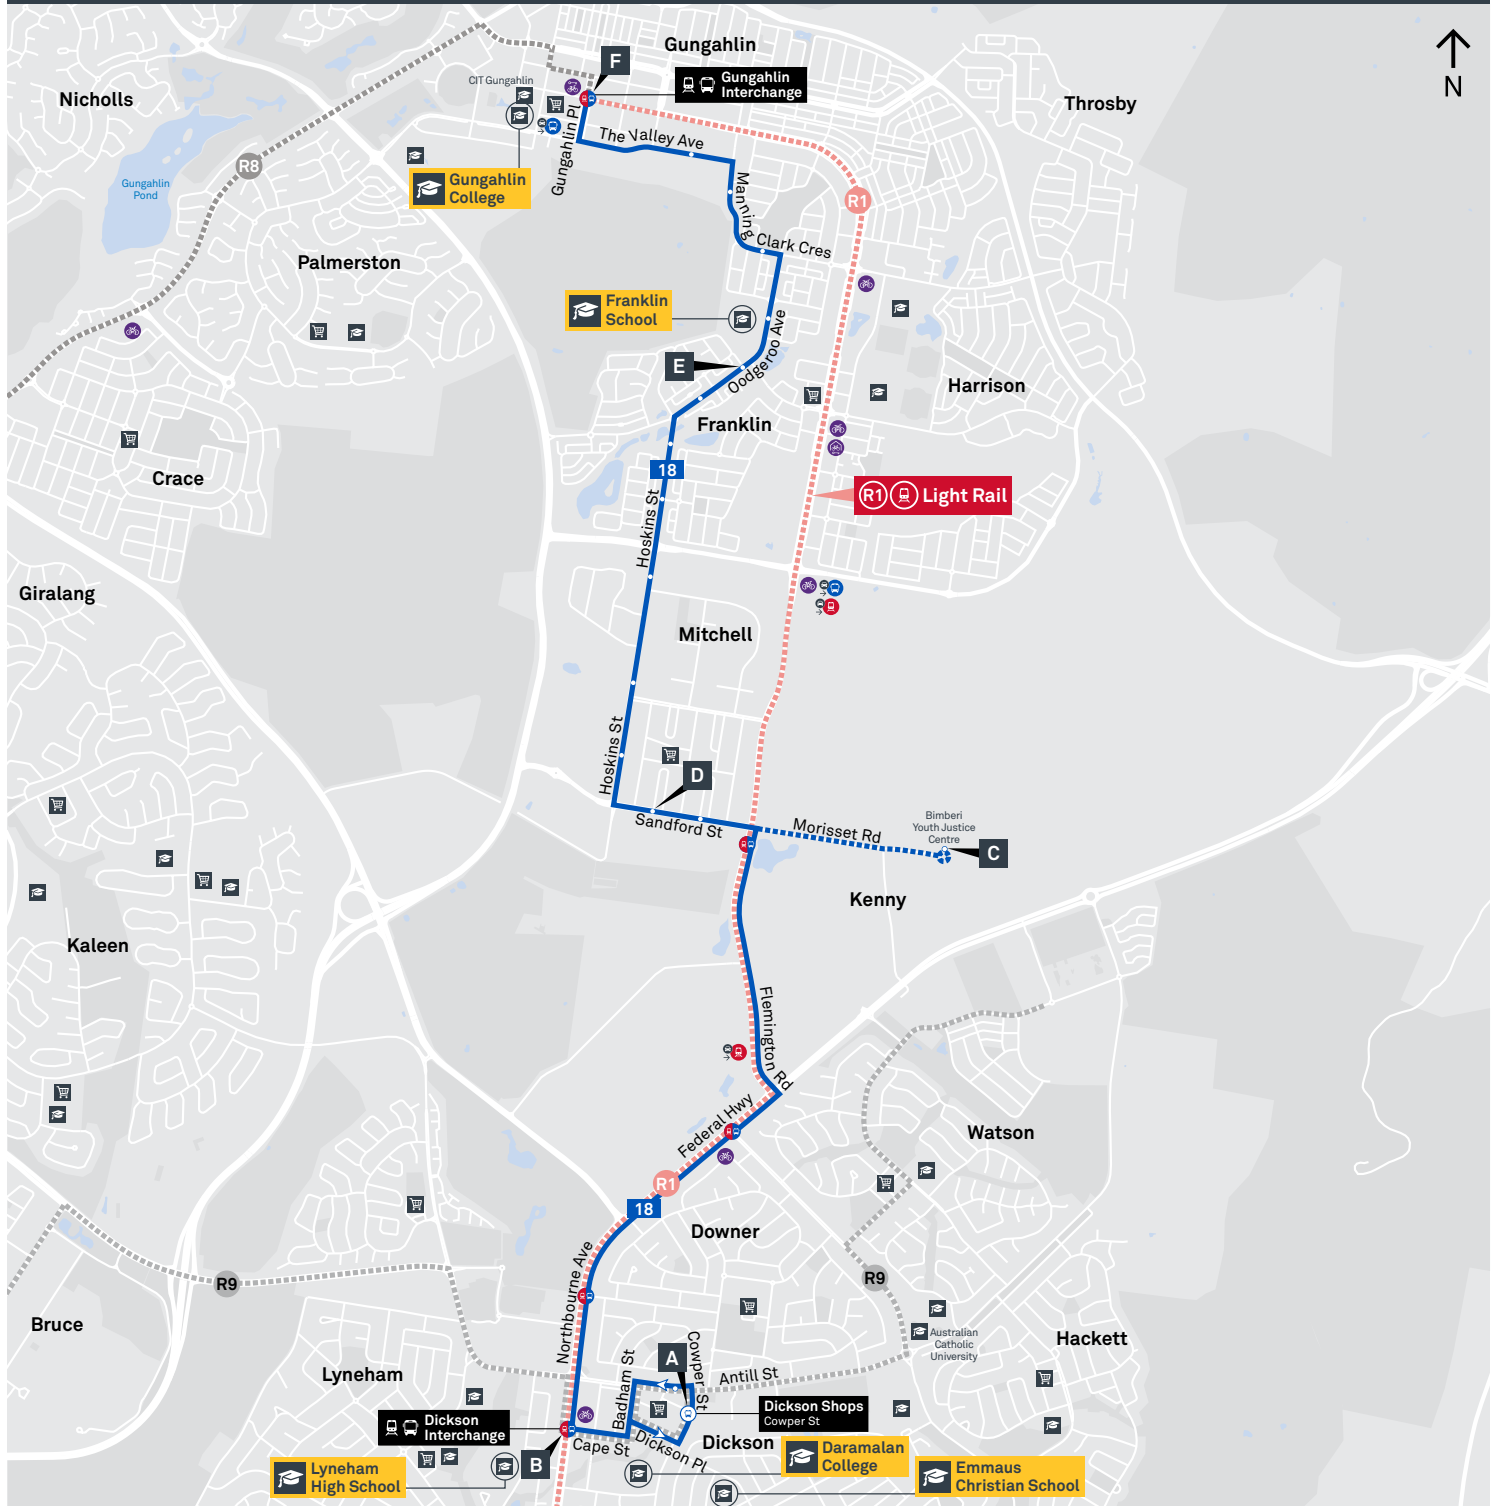 N
Gungahlin
F
Gungahlin
Interchange
CIT Gungahlin
Nicholls
Throsby
The Valley Ave
Gungahlin Pl
R8
Gungahlin
College
Gungahlin
Pond
Manning
Clark Cres
R1
Palmerston
Franklin
School
Oodgeroo Ave
E
Harrison
Franklin
18
Crace
R1 Light Rail
Hoskins St
Giralang
Mitchell
Hoskins St
D
Sandford St
Morisset Rd
Bimberi
Youth Justice
Centre
C
Kenny
Kaleen
Flemington Rd
Federal Hwy
Watson
R1
18
Downer
Northbourne Ave
R9
R9
Bruce
Hackett
Australian
Catholic
University
Lyneham
A
Cowper St
Badham St
Antill St
Dickson Shops
Cowper St
Dickson
Interchange
Cape St
Dickson Pl
Dickson
B
Daramalan
College
Lyneham
High School
Emmaus
Christian School